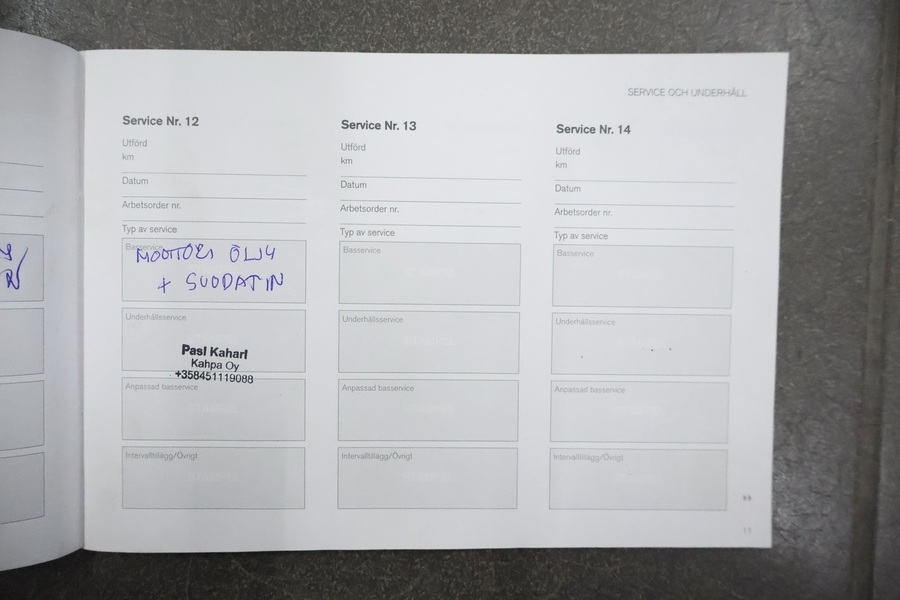 SERVICE OCH UNDERHÅLL
Service Nr. 12
Utförd
km
Datum
Arbetsorder nr.
Typ av service
Basservice
MOOTTORI ÖLJY
+ SUODATIN
Underhållsservice
Pasi Kahari
Kahpa Oy
+358451119088
Anpassad basservice
Intervalltillägg/Övrigt
Service Nr. 13
Utförd
km
Datum
Arbetsorder nr.
Typ av service
Basservice
Underhållsservice
Anpassad basservice
Intervalltillägg/Övrigt
Service Nr. 14
Utförd
km
Datum
Arbetsorder nr.
Typ av service
Basservice
Underhållsservice
Anpassad basservice
Intervalltillägg/Övrigt